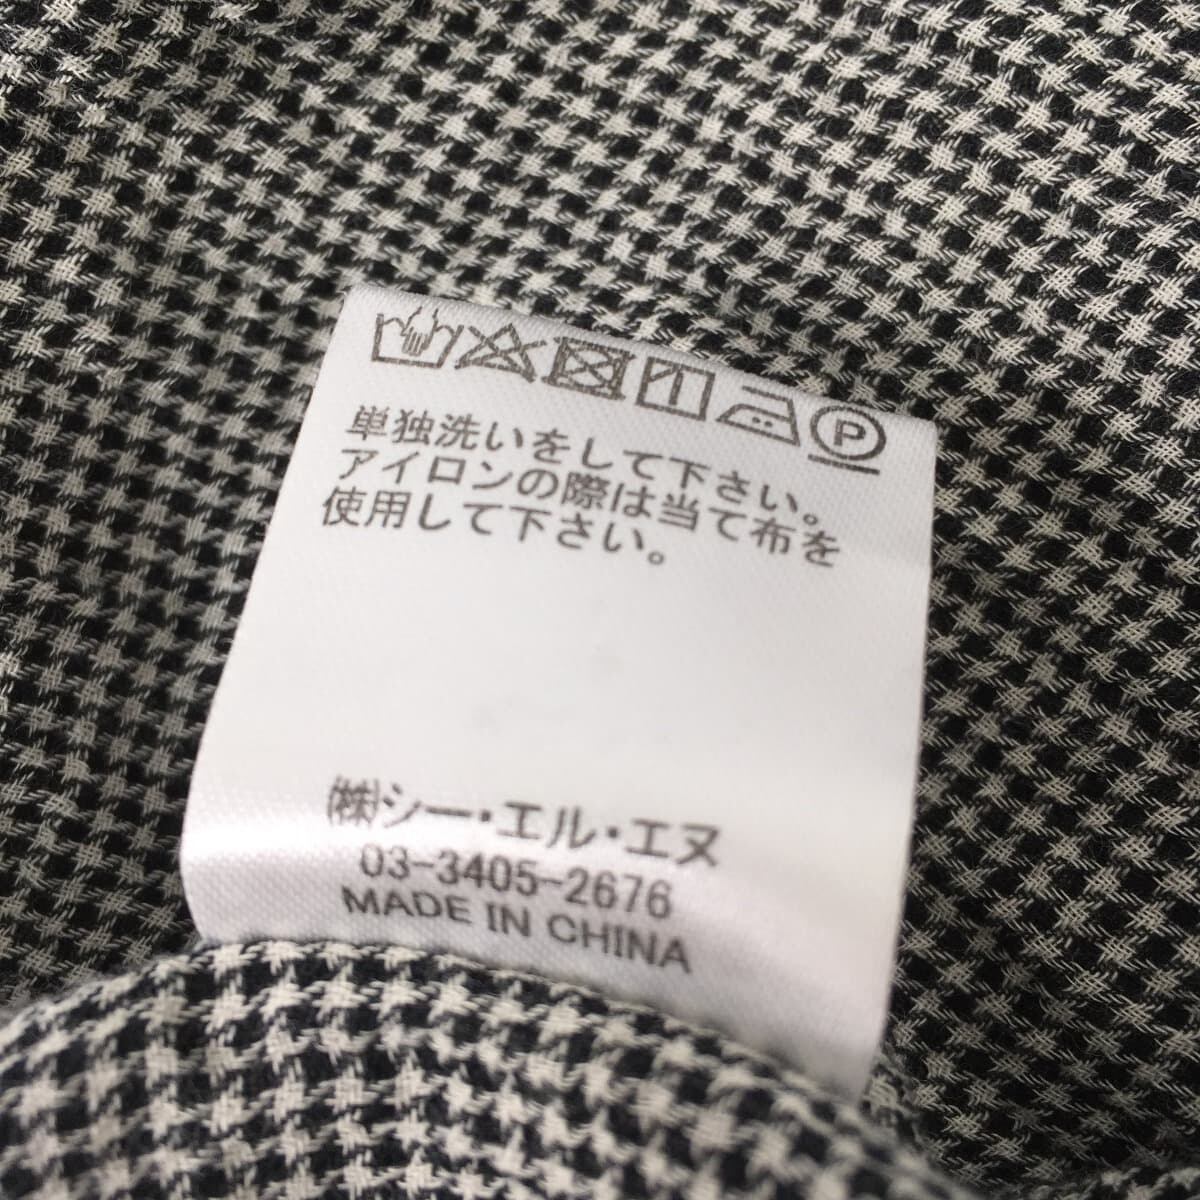 P
単独洗いをして下さい。
アイロンの際は当て布を
使用して下さい。
㈱シー・エル・エヌ
03-3405-2676
MADE IN CHINA